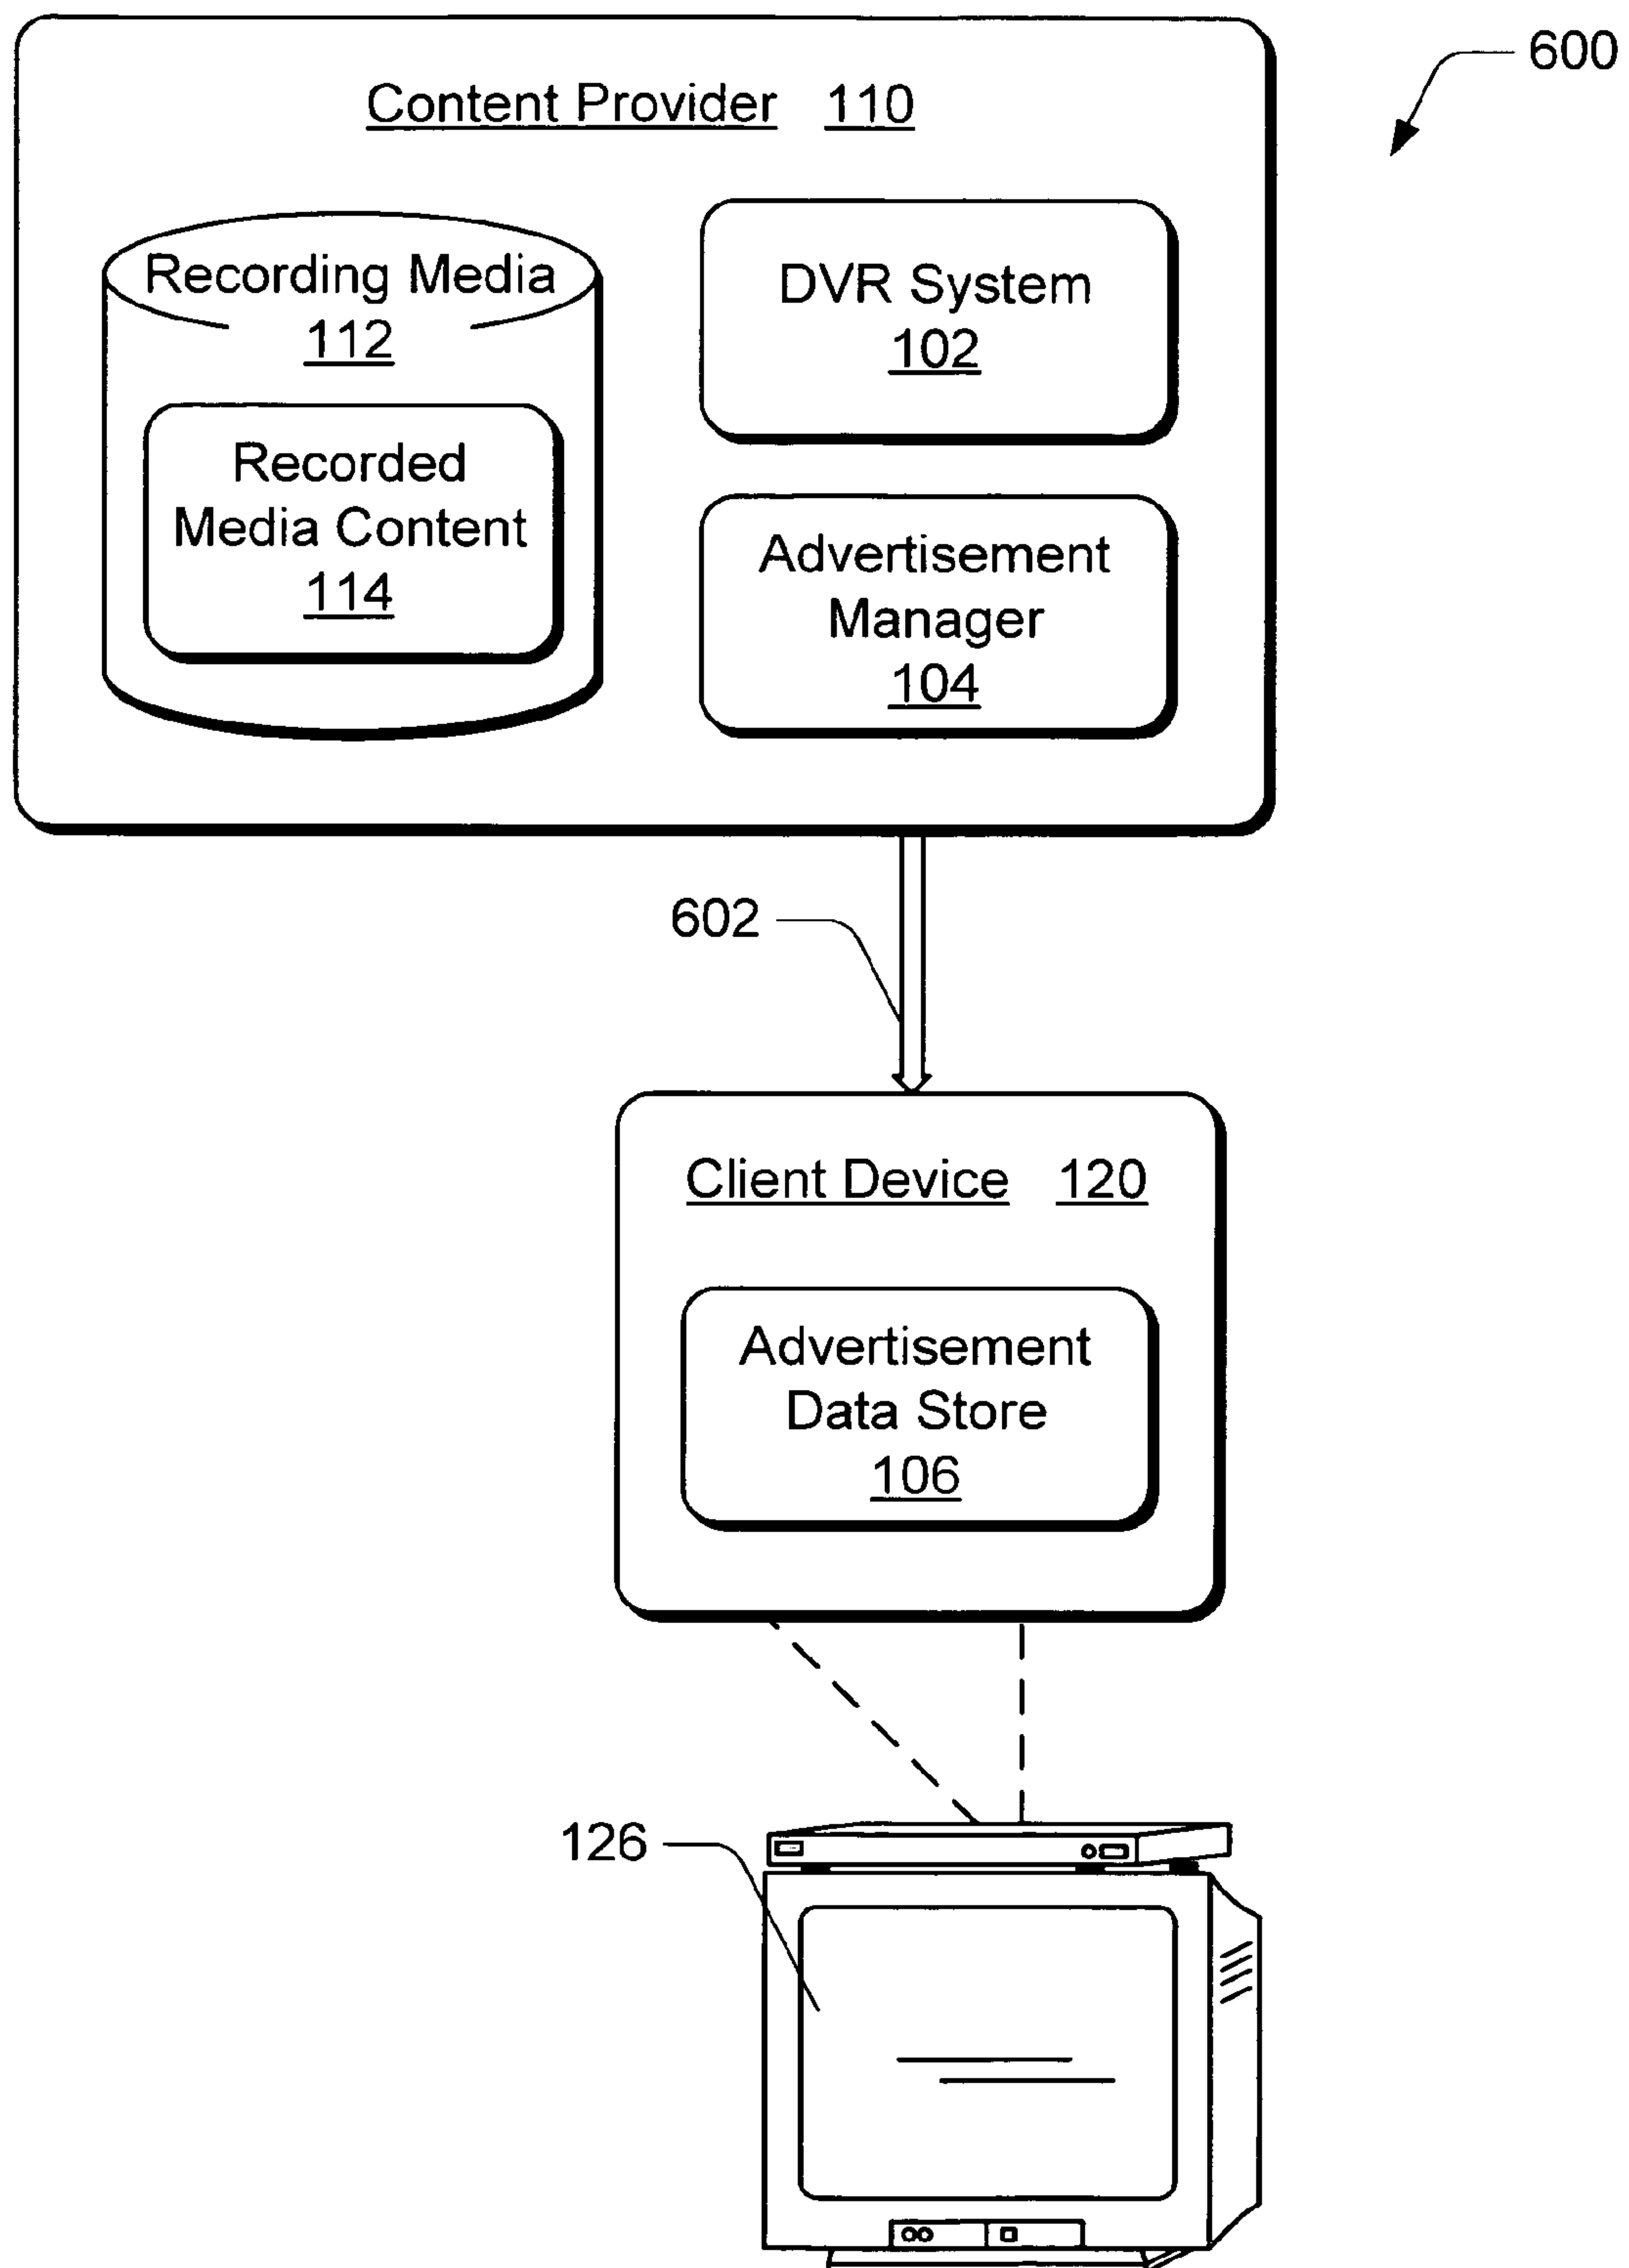 600
Content Provider 110
Recording Media
112
Recorded
Media Content
114
DVR System
102
Advertisement
Manager
104
602
Client Device 120
Advertisement
Data Store
106
126